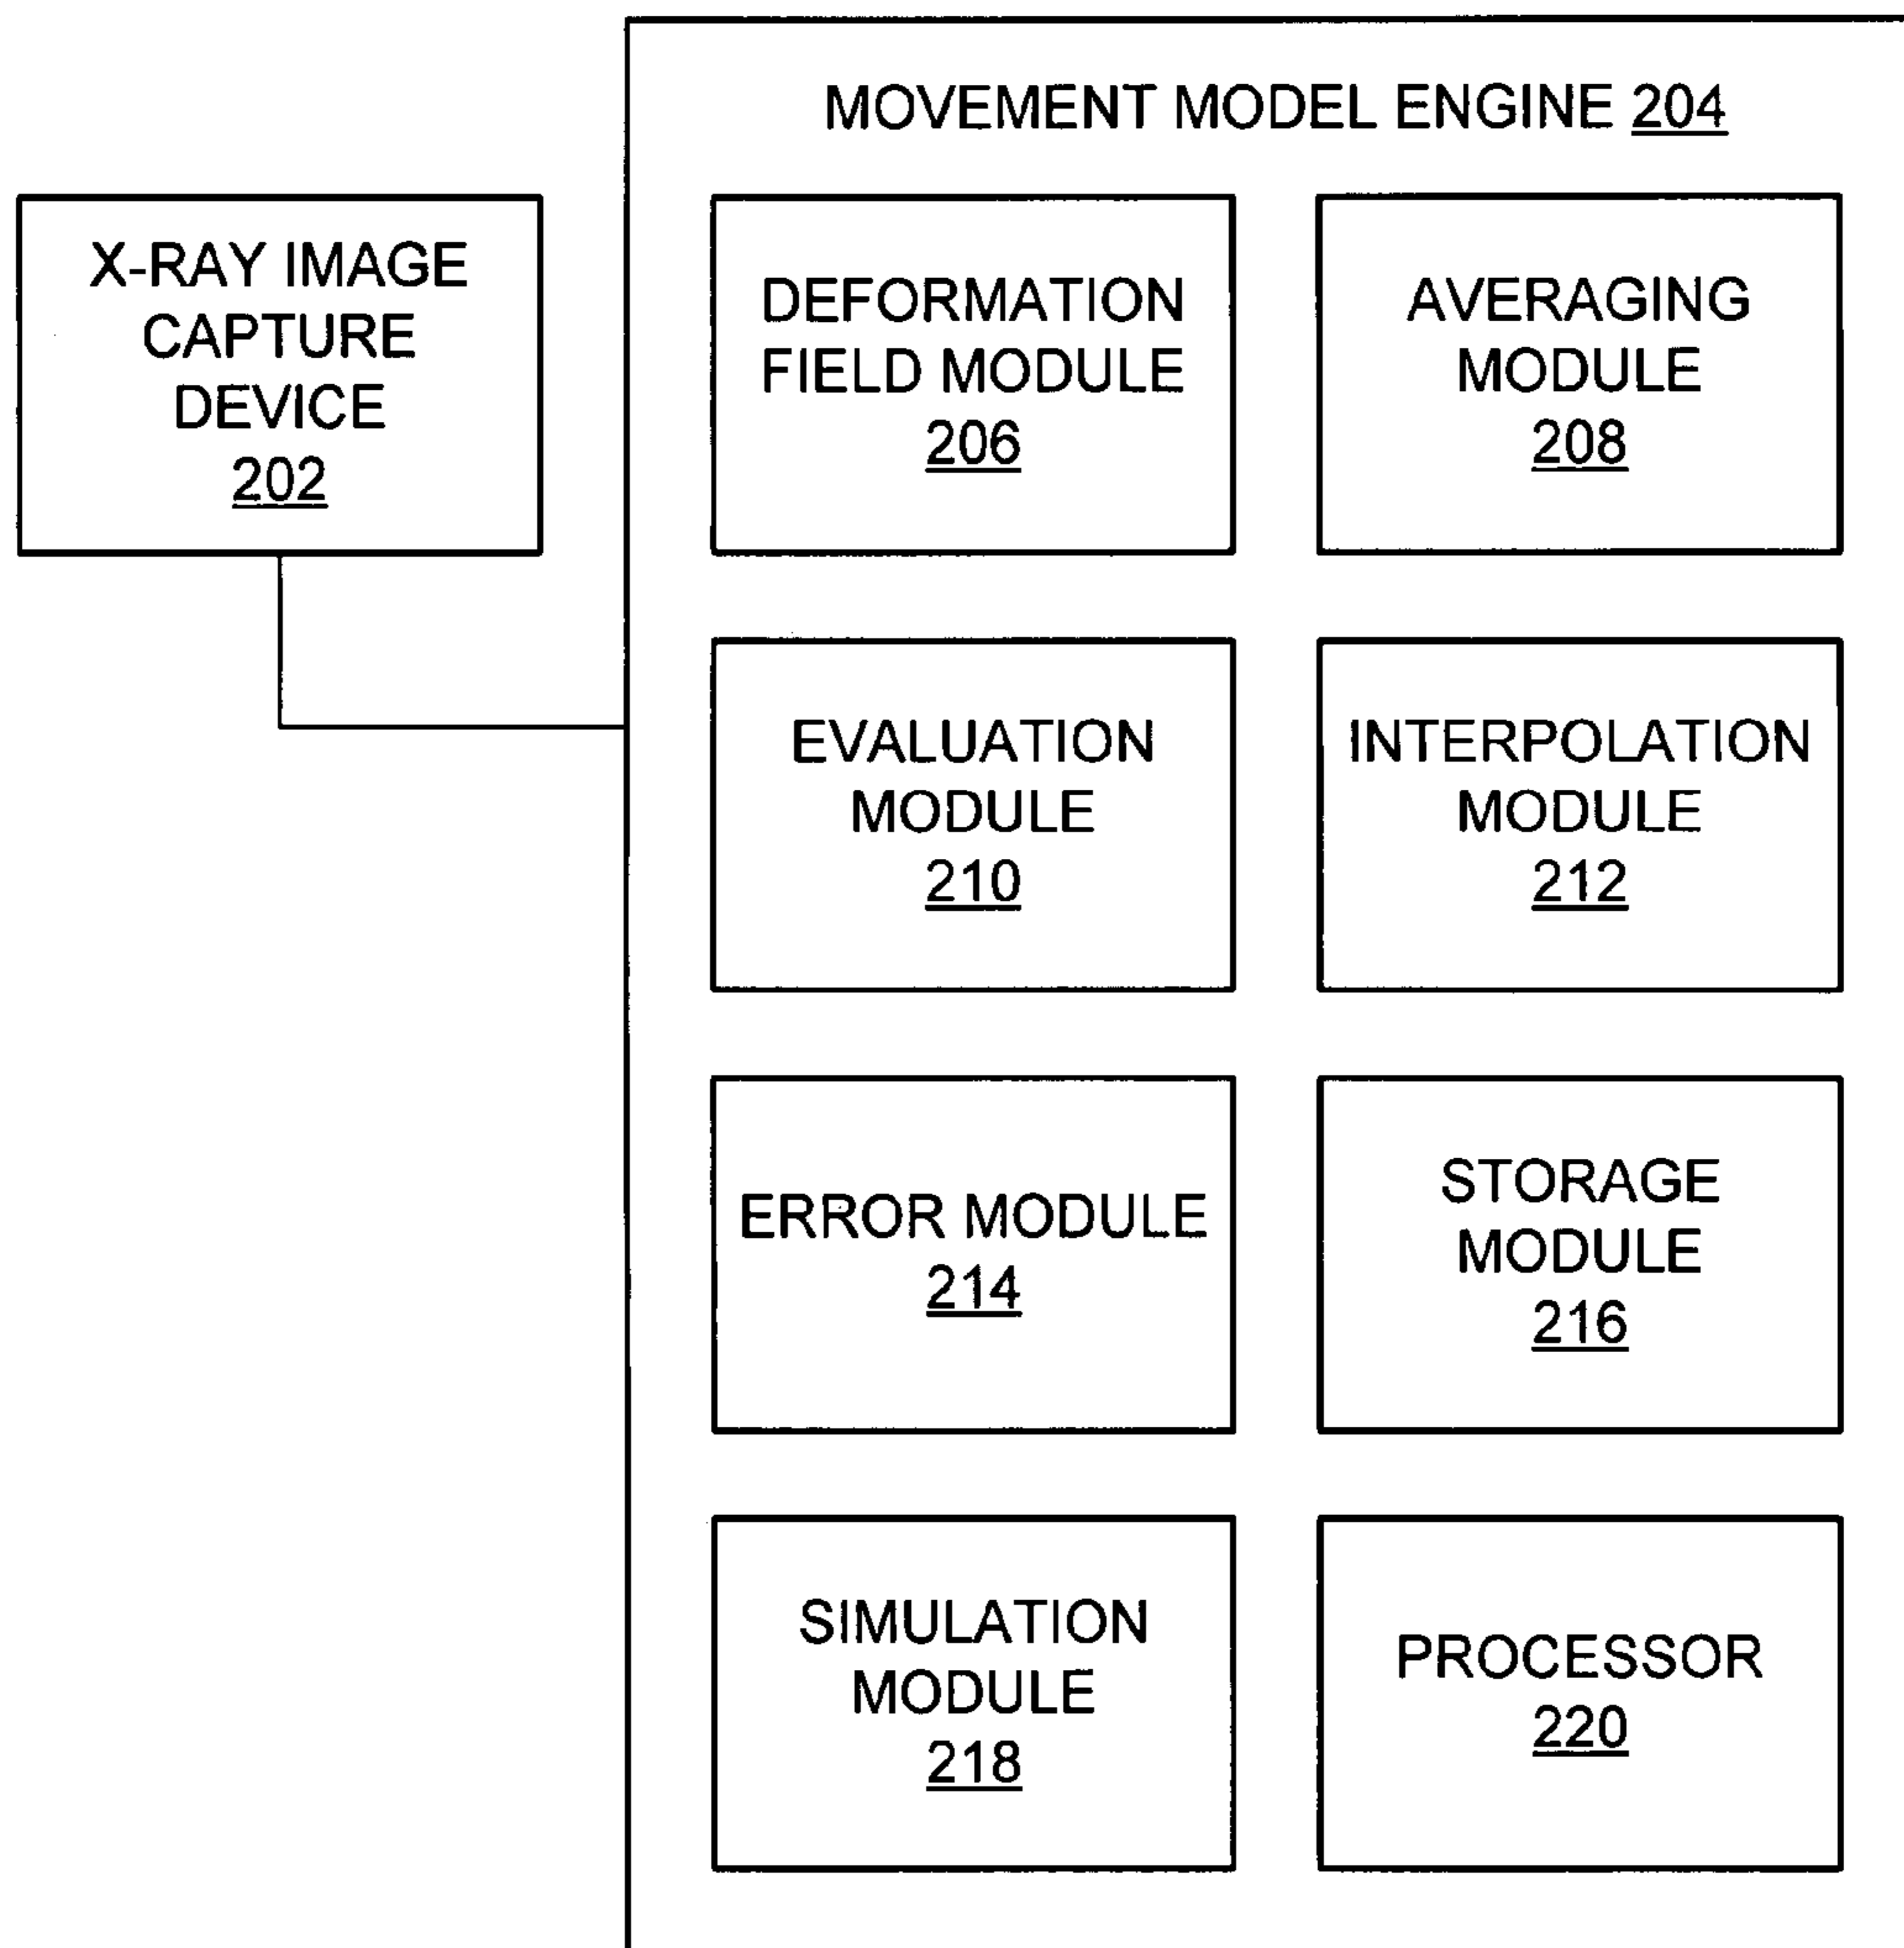 MOVEMENT MODEL ENGINE 204
X-RAY IMAGE
CAPTURE
DEVICE
202
DEFORMATION
FIELD MODULE
206
AVERAGING
MODULE
208
EVALUATION
MODULE
210
INTERPOLATION
MODULE
212
ERROR MODULE
214
STORAGE
MODULE
216
SIMULATION
MODULE
218
PROCESSOR
220